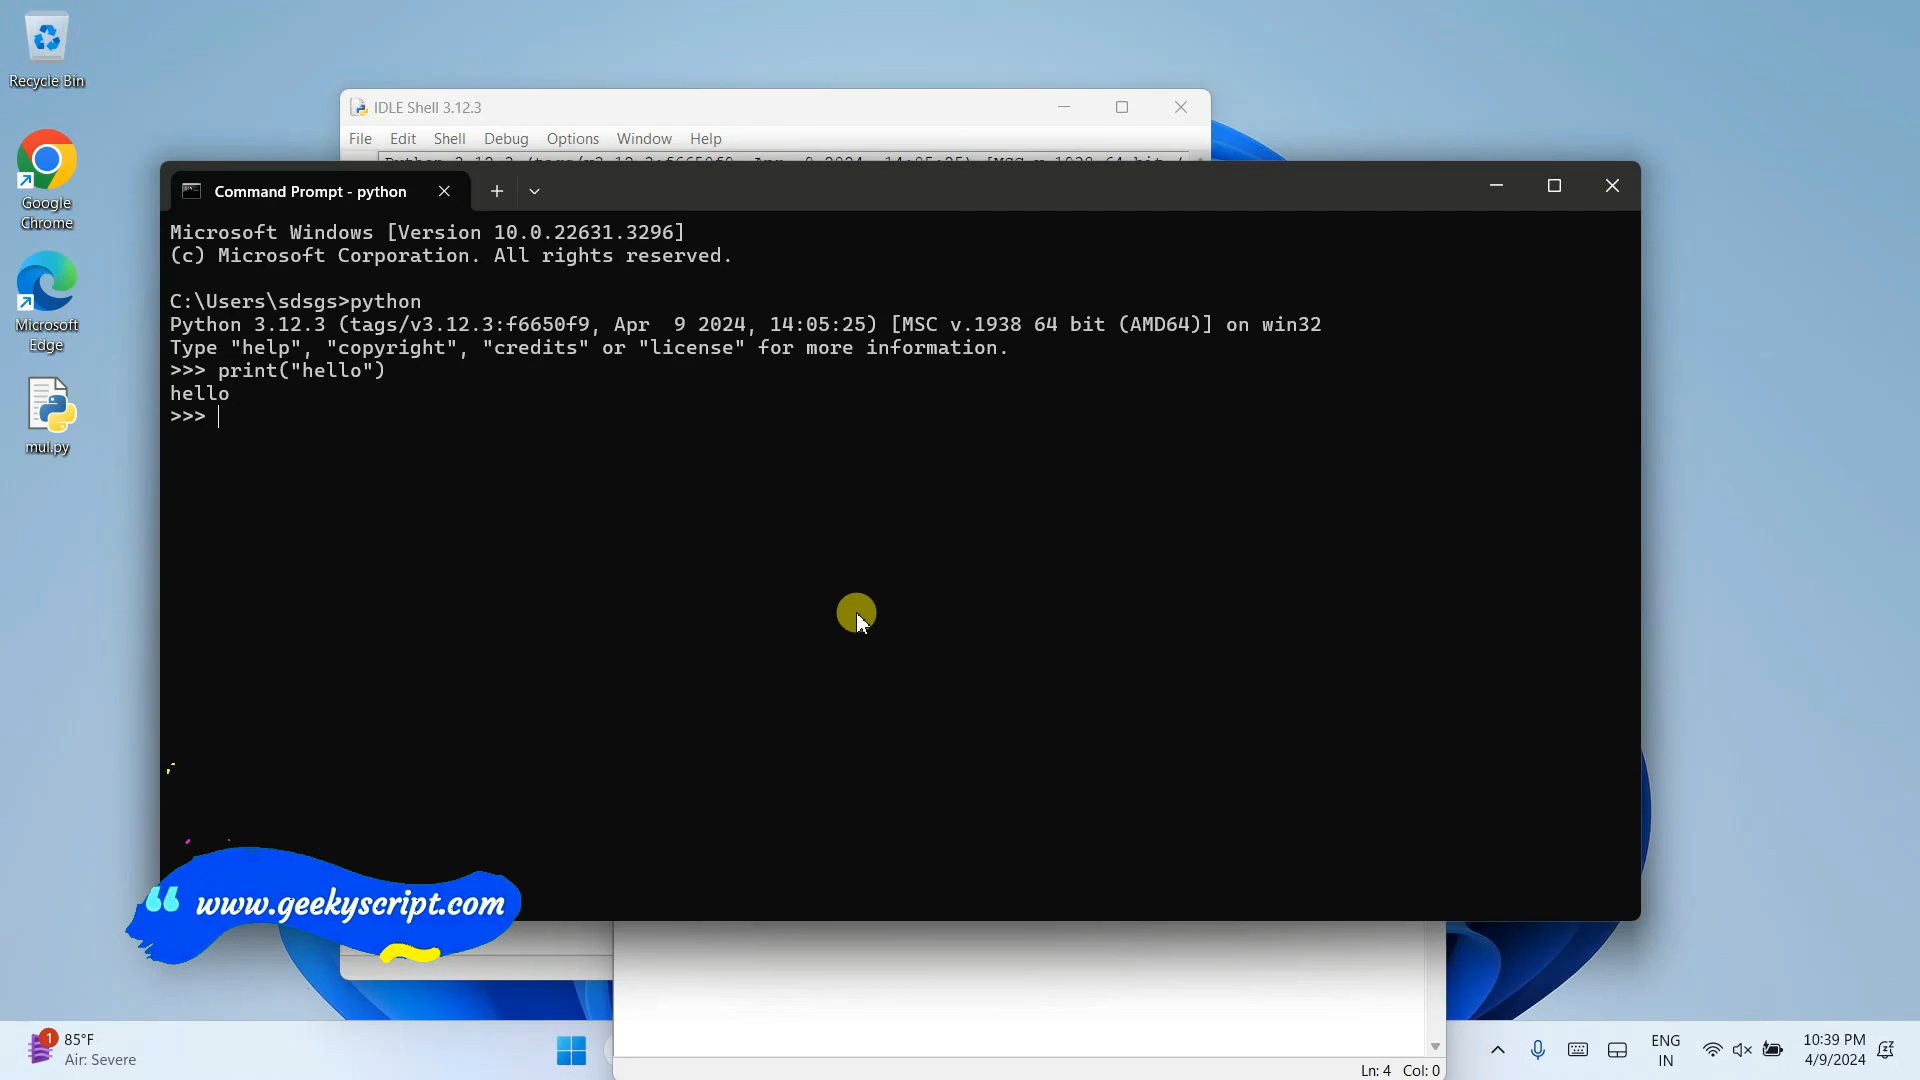 Recycle Bin
Google
Chrome
Microsoft
Edge
mul.py
IDLE Shell 3.12.3
File Edit Shell Debug Options Window Help
Command Prompt - python
Microsoft Windows [Version 10.0.22631.3296]
(c) Microsoft Corporation. All rights reserved.
C:\Users\sdsgs>python
Python 3.12.3 (tags/v3.12.3:f6650f9, Apr  9 2024, 14:05:25) [MSC v.1938 64 bit (AMD64)] on win32
Type "help", "copyright", "credits" or "license" for more information.
>>> print("hello")
hello
>>>
www.geekyscript.com
Ln: 4 Col: 0
1
85°F
Air: Severe
ENG
IN
10:39 PM
4/9/2024